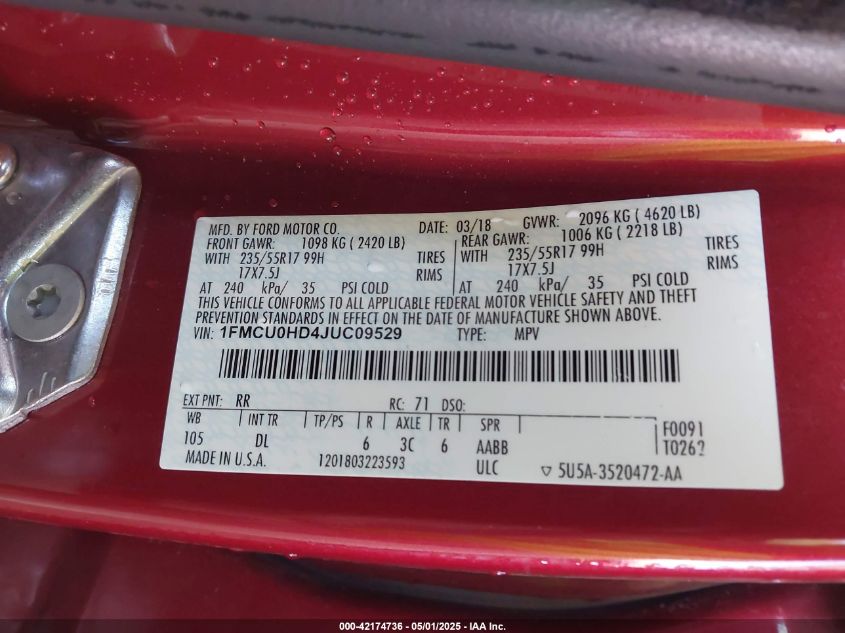 MFD. BY FORD MOTOR CO. DATE: 03/18 GVWR: 2096 KG ( 4620 LB)
FRONT GAWR: 1098 KG ( 2420 LB) REAR GAWR: 1006 KG ( 2218 LB)
WITH 235/55R17 99H TIRES WITH 235/55R17 99H TIRES
17X7.5J RIMS 17X7.5J RIMS
AT 240 kPa/ 35 PSI COLD AT 240 kPa/ 35 PSI COLD
THIS VEHICLE CONFORMS TO ALL APPLICABLE FEDERAL MOTOR VEHICLE SAFETY AND THEFT
PREVENTION STANDARDS IN EFFECT ON THE DATE OF MANUFACTURE SHOWN ABOVE.
VIN: 1FMCU0HD4JUC09529 TYPE: MPV
EXT PNT: RR RC: 71 DSO:
WB INT TR TP/PS R AXLE TR SPR F0091
105 DL 6 3C 6 AABB T0262
MADE IN U.S.A. 1201803223593 ULC ▽ 5U5A-3520472-AA
000-42174736 - 05/01/2025 - IAA Inc.